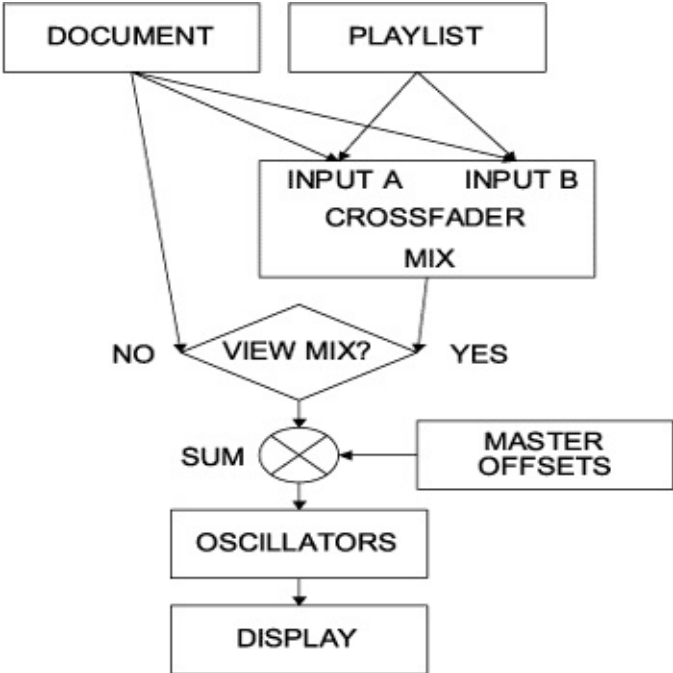 DOCUMENT
PLAYLIST
INPUT A
INPUT B
CROSSFADER
MIX
NO
VIEW MIX?
YES
SUM
MASTER
OFFSETS
OSCILLATORS
DISPLAY